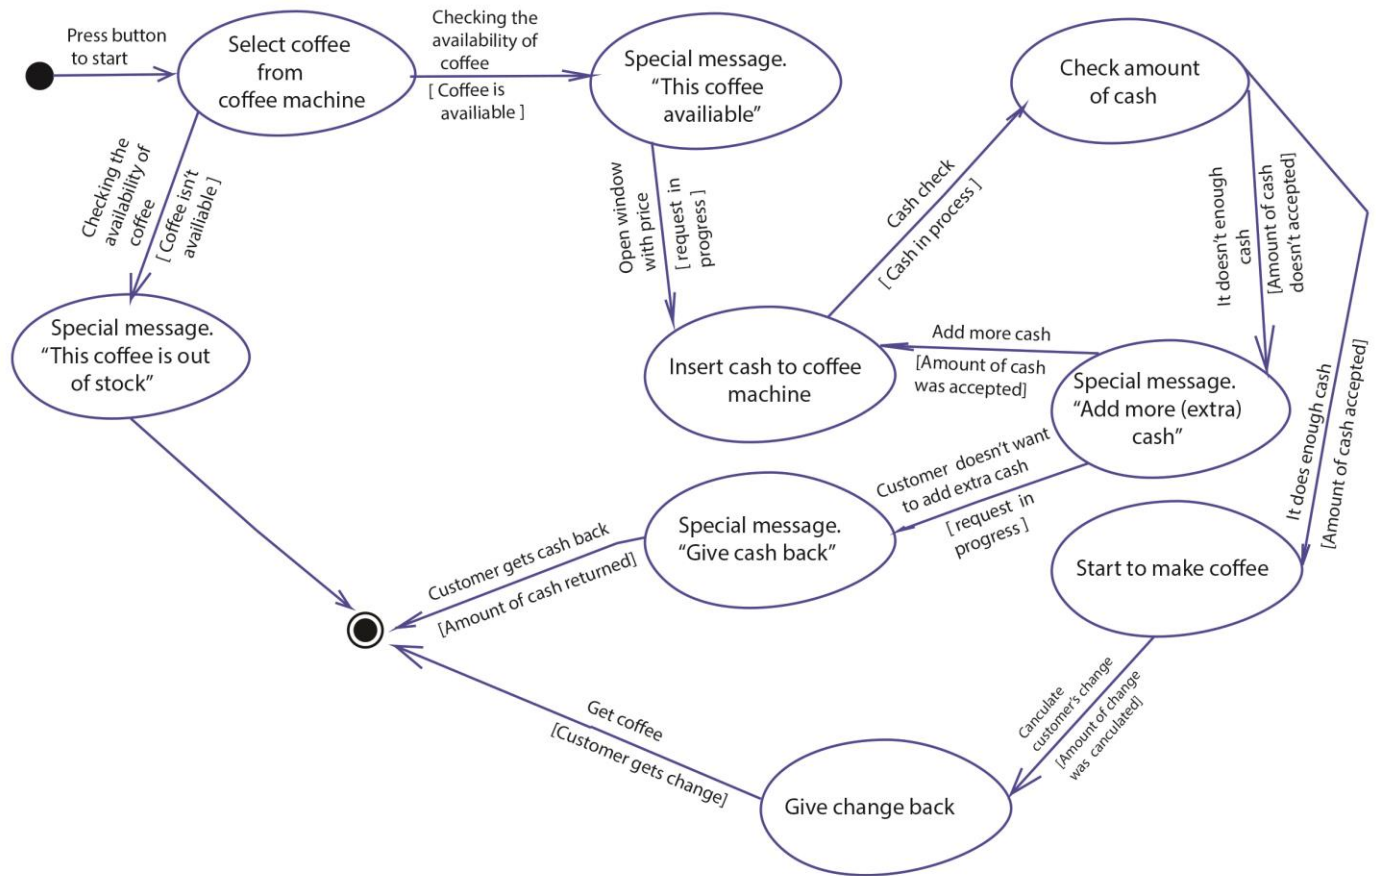 Press button
to start
Select coffee
from
coffee machine
Checking the
availability of
coffee
[ Coffee is
availiable ]
Special message.
“This coffee
availiable”
Check amount
of cash
Checking the
availability of
coffee
[ Coffee isn't
available ]
Open window
with price
[ request in
progress ]
Cash check
[ Cash in process ]
It doesn't enough
cash
[Amount of cash
doesn't accepted]
Special message.
“This coffee is out
of stock”
Insert cash to coffee
machine
Add more cash
[Amount of cash
was accepted]
Special message.
“Add more (extra)
cash”
It does enough cash
[Amount of cash accepted]
Customer doesn't want
to add extra cash
[ request in
progress ]
Special message.
“Give cash back”
Customer gets cash back
[Amount of cash returned]
Start to make coffee
Canculate
customer's change
[Amount of change
was canculated]
Get coffee
[Customer gets change]
Give change back